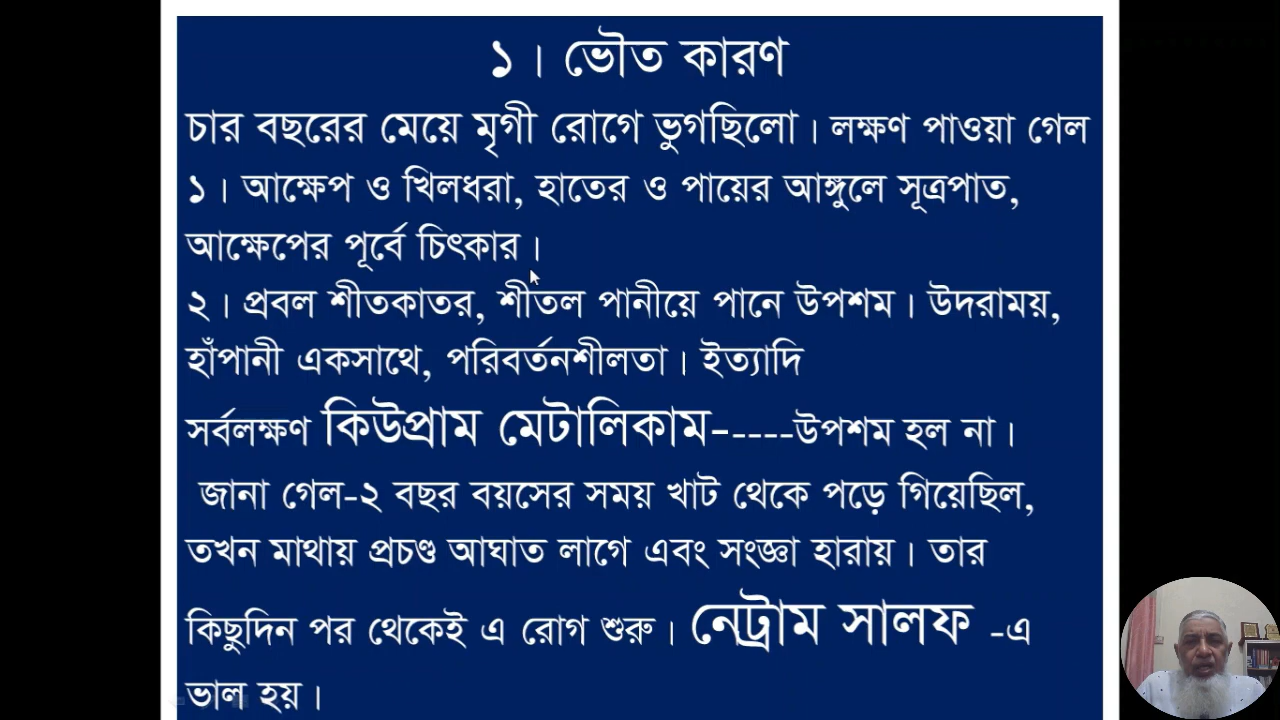 ১। ভৌত কারণ
চার বছরের মেয়ে মৃগী রোগে ভুগছিলো। লক্ষণ পাওয়া গেল
১। আক্ষেপ ও খিলধরা, হাতের ও পায়ের আঙ্গুলে সূত্রপাত,
আক্ষেপের পূর্বে চিৎকার।
২। প্রবল শীতকাতর, শীতল পানীয়ে পানে উপশম। উদরাময়,
হাঁপানী একসাথে, পরিবর্তনশীলতা। ইত্যাদি
সর্বলক্ষণ কিউপ্রাম মেটালিকাম-----উপশম হল না।
জানা গেল-২ বছর বয়সের সময় খাট থেকে পড়ে গিয়েছিল,
তখন মাথায় প্রচণ্ড আঘাত লাগে এবং সংজ্ঞা হারায়। তার
কিছুদিন পর থেকেই এ রোগ শুরু। নেট্রাম সালফ -এ
ভাল হয়।